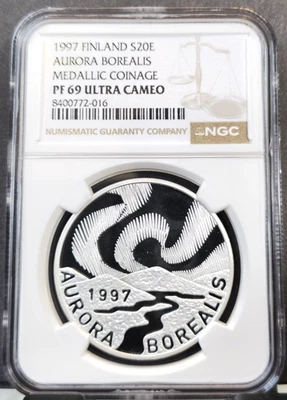 1997 FINLAND S20E
AURORA BOREALIS
MEDALLIC COINAGE
PF 69 ULTRA CAMEO
8400772-016
NUMISMATIC GUARANTY COMPANY
NGC
1997
AURORA BOREALIS